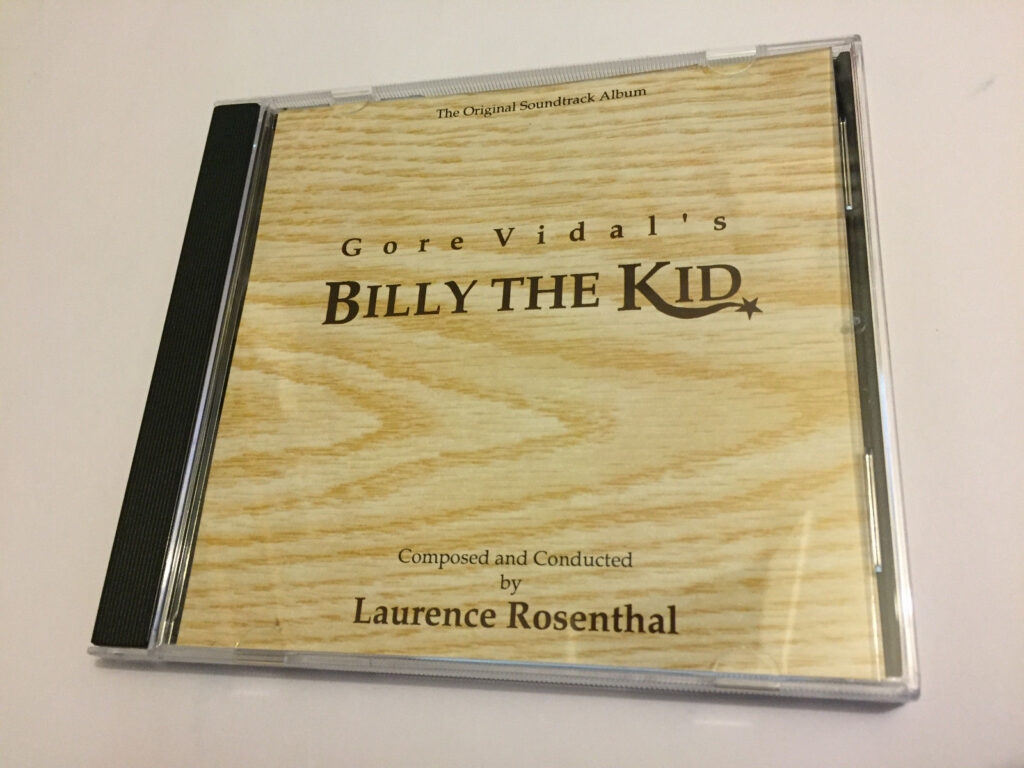 The Original Soundtrack Album
Gore Vidal's
BILLY THE KID
Composed and Conducted
by
Laurence Rosenthal